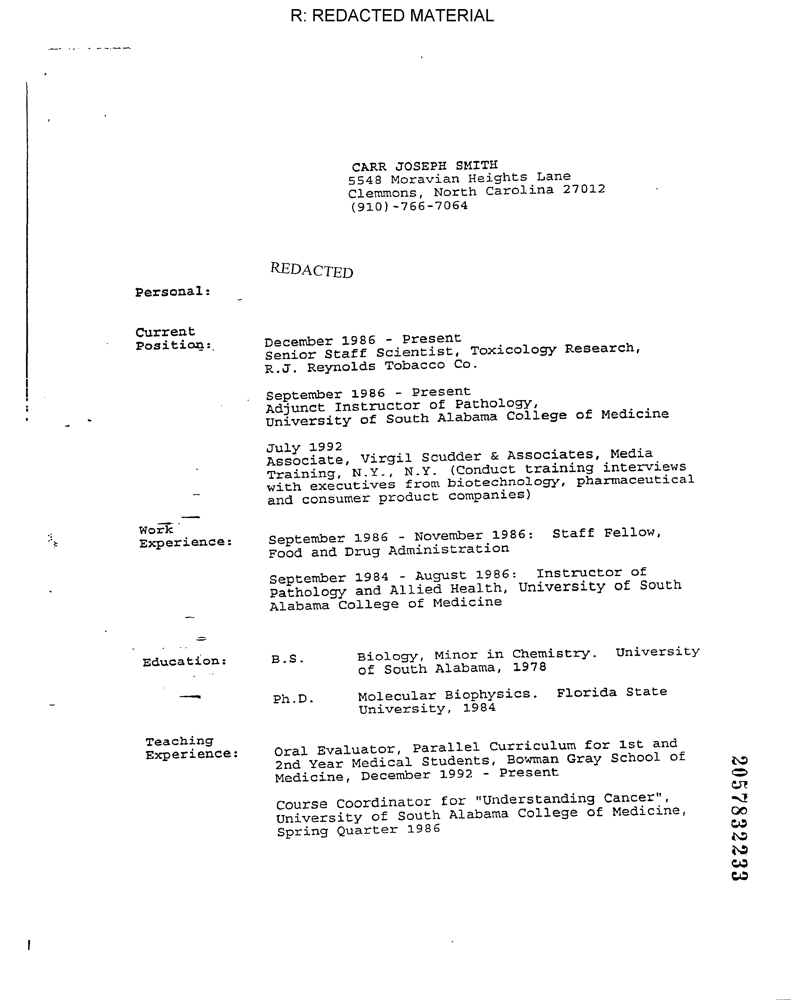 R: REDACTED MATERIAL
CARR JOSEPH SMITH
5548 Moravian Heights Lane
Clemmons, North Carolina 27012
(910)-766-7064
REDACTED
Personal:
Current
Position:
December 1986 - Present
Senior Staff Scientist, Toxicology Research,
R.J. Reynolds Tobacco Co.
September 1986 - Present
Adjunct Instructor of Pathology,
University of South Alabama College of Medicine
July 1992
Associate, Virgil Scudder & Associates, Media
Training, N.Y., N.Y. (Conduct training interviews
with executives from biotechnology, pharmaceutical
and consumer product companies)
Work
Experience:
September 1986 - November 1986: Staff Fellow,
Food and Drug Administration
September 1984 - August 1986: Instructor of
Pathology and Allied Health, University of South
Alabama College of Medicine
Education:
B.S. Biology, Minor in Chemistry. University
of South Alabama, 1978
Ph.D. Molecular Biophysics. Florida State
University, 1984
Teaching
Experience:
Oral Evaluator, Parallel Curriculum for 1st and
2nd Year Medical Students, Bowman Gray School of
Medicine, December 1992 - Present
Course Coordinator for "Understanding Cancer",
University of South Alabama College of Medicine,
Spring Quarter 1986
2057832233